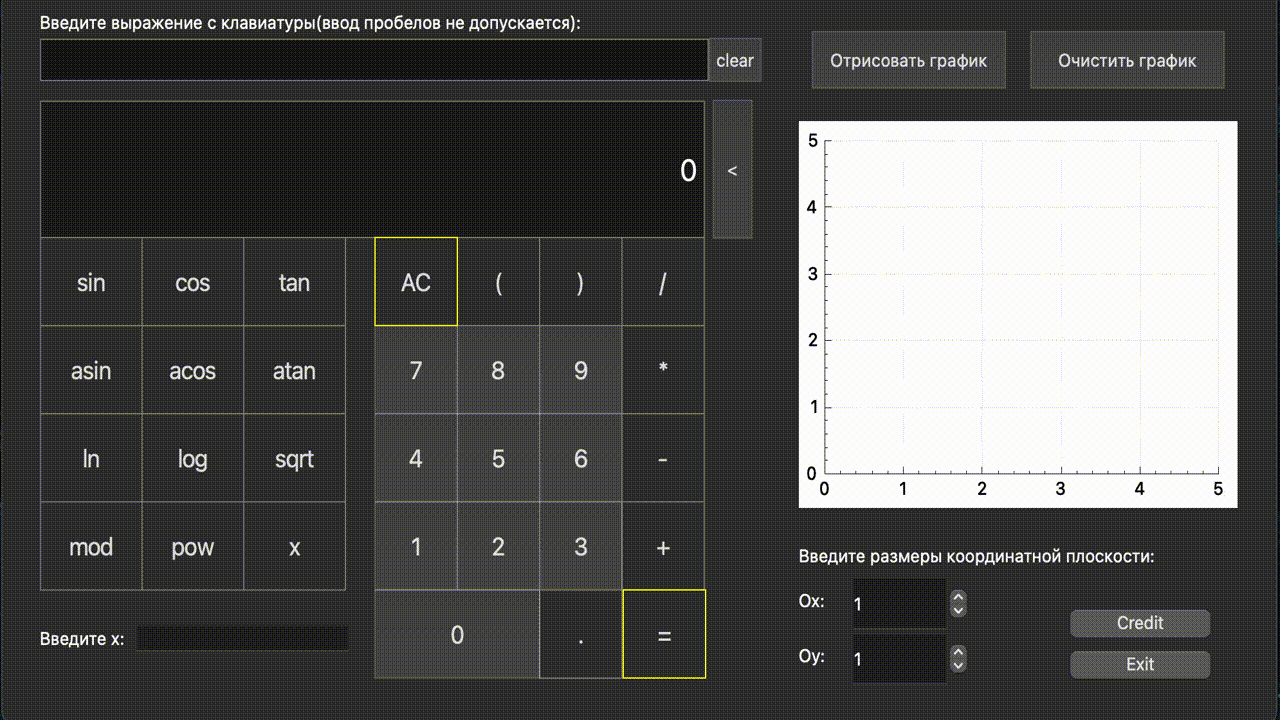 Введите выражение с клавиатуры(ввод пробелов не допускается):
clear
Отрисовать график
Очистить график
0
<
sin cos tan AC ( ) /
asin acos atan 7 8 9 *
ln log sqrt 4 5 6 -
mod pow x 1 2 3 +
Введите x:
0 . =
5
4
3
2
1
0
0 1 2 3 4 5
Введите размеры координатной плоскости:
Ox: 1
Oy: 1
Credit
Exit